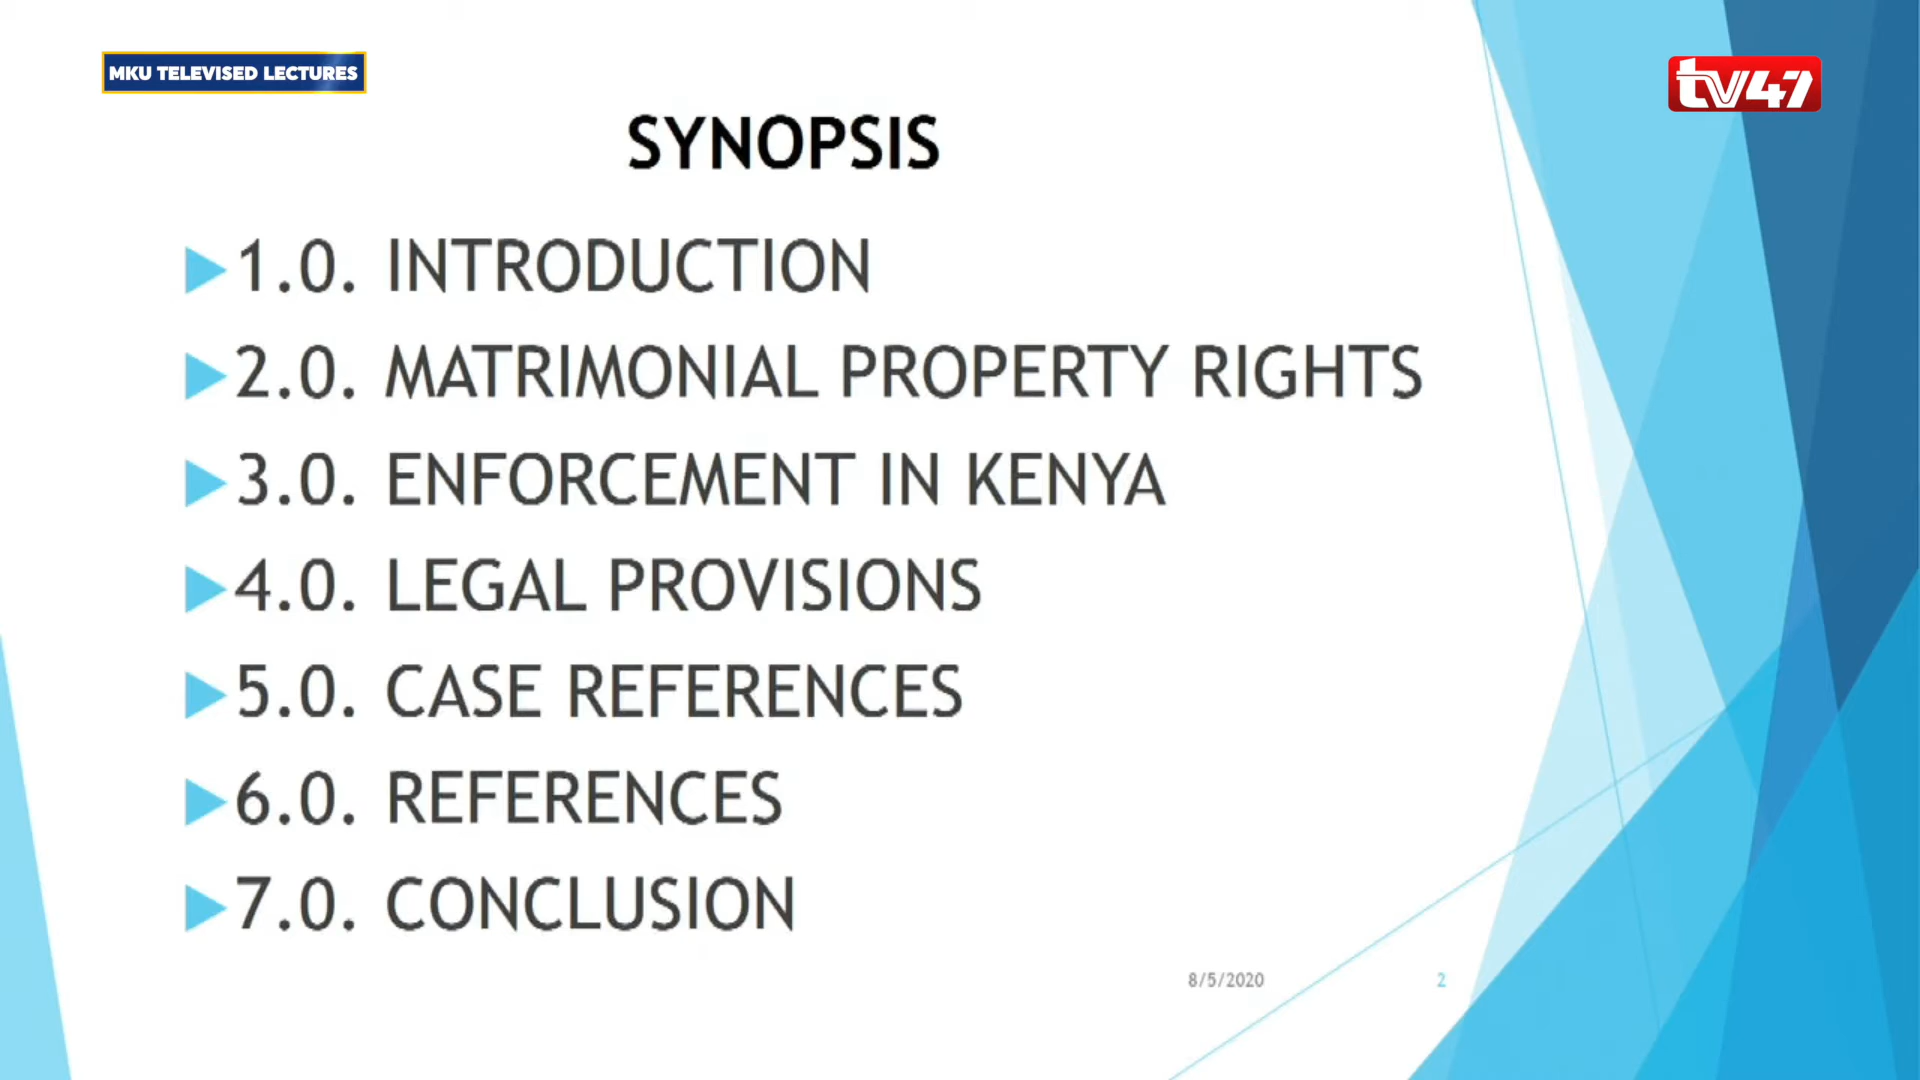 MKU TELEVISED LECTURES
tv47
SYNOPSIS
1.0. INTRODUCTION
2.0. MATRIMONIAL PROPERTY RIGHTS
3.0. ENFORCEMENT IN KENYA
4.0. LEGAL PROVISIONS
5.0. CASE REFERENCES
6.0. REFERENCES
7.0. CONCLUSION
8/5/2020
2